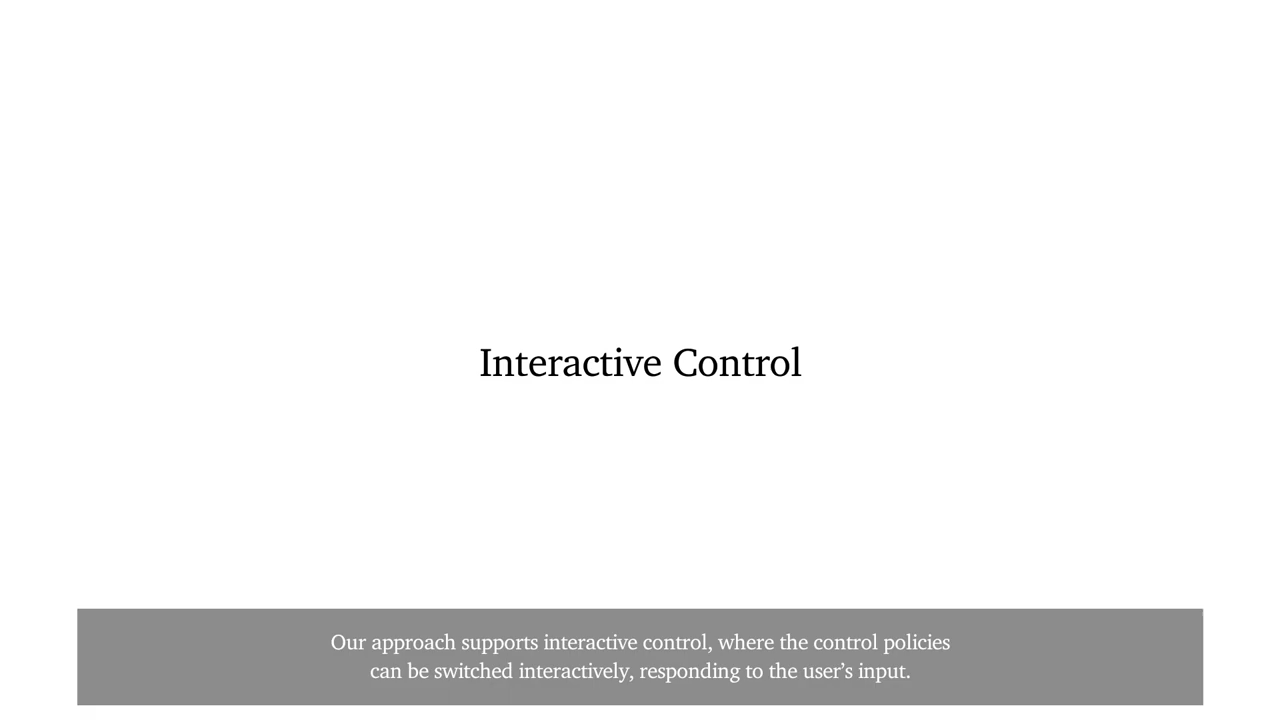 Interactive Control
Our approach supports interactive control, where the control policies
can be switched interactively, responding to the user’s input.